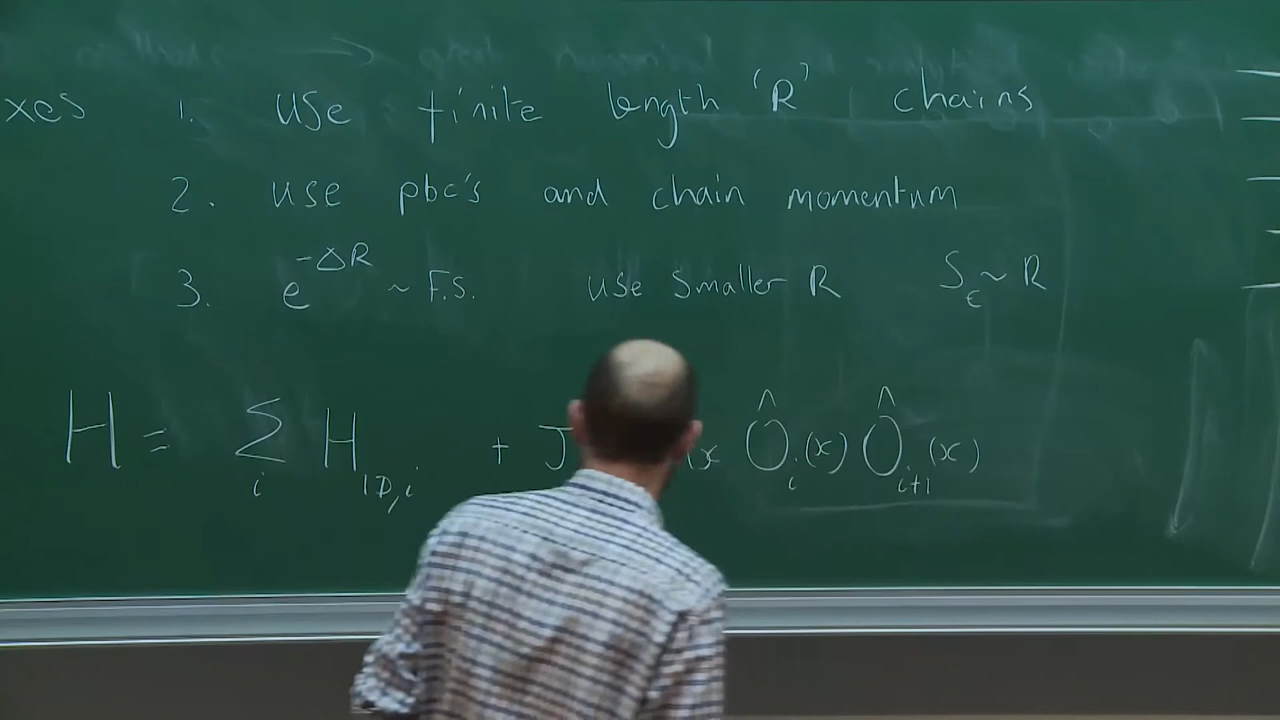 xes 1. Use finite length 'R' chains
2. use pbc's and chain momentum
3. e^{-ΔR} ~ F.S. use smaller R S_ϵ ~ R
H = Σ_i H_{1D,i} + J x Ô_i(x) Ô_{i+1}(x)